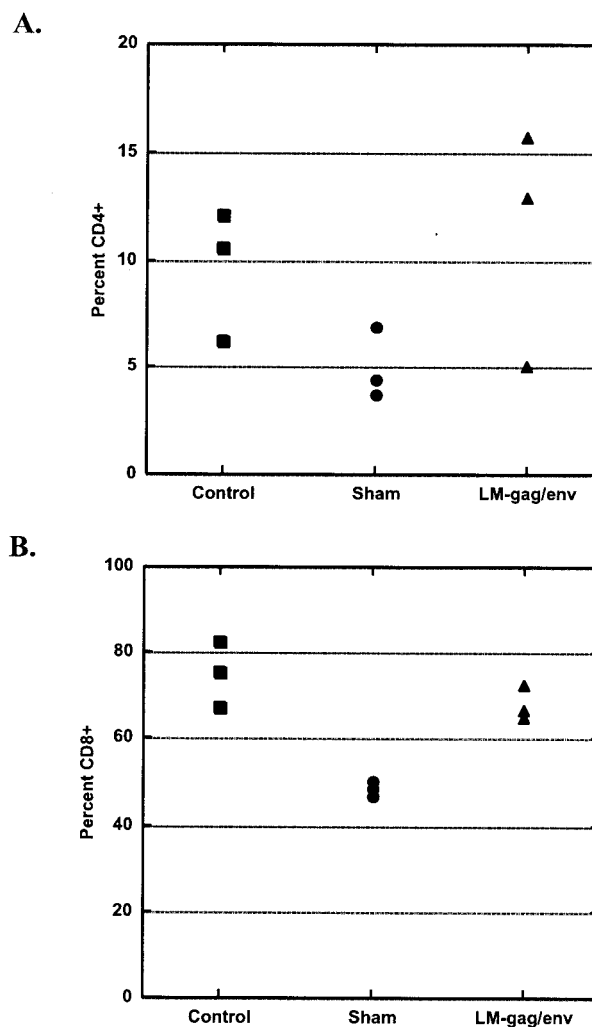 A.
20
15
10
5
0
Percent CD4+
Control Sham LM-gag/env
B.
100
80
60
40
20
0
Percent CD8+
Control Sham LM-gag/env